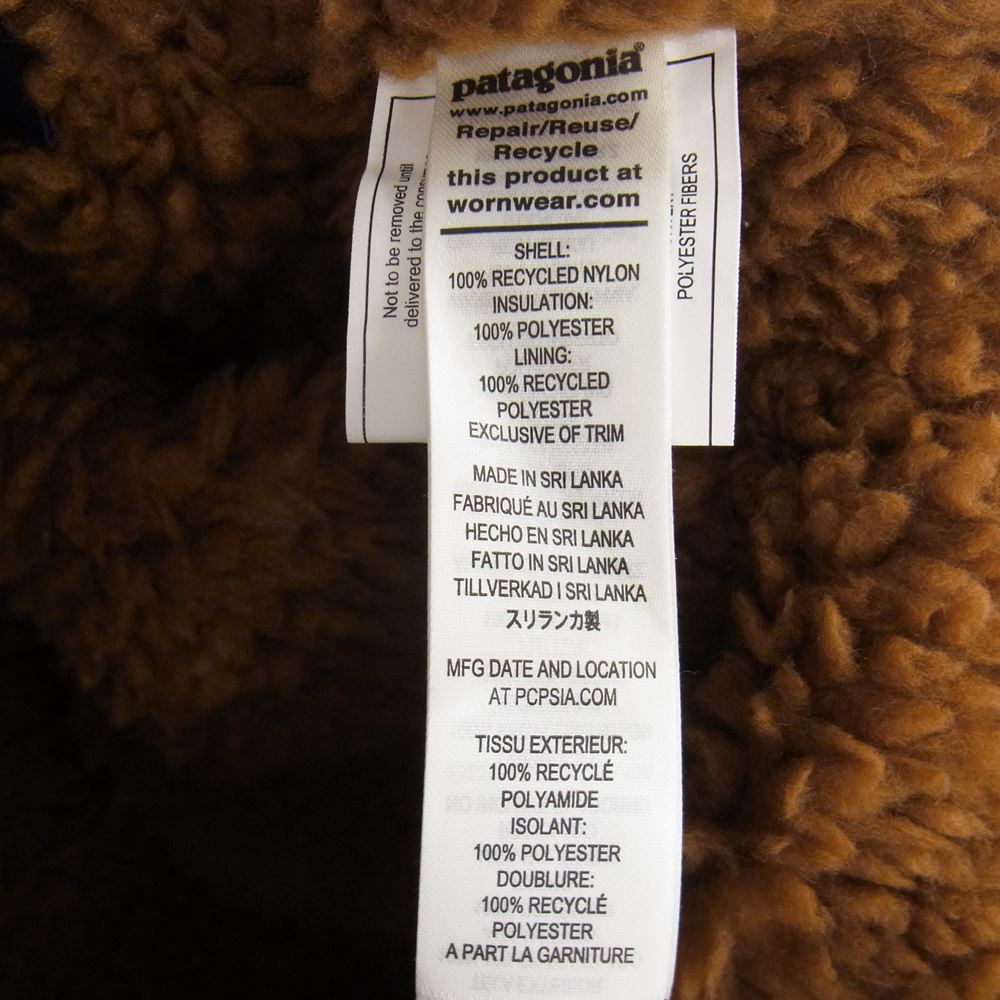 patagonia®
www.patagonia.com
Repair/Reuse/
Recycle
this product at
wornwear.com
SHELL:
100% RECYCLED NYLON
INSULATION:
100% POLYESTER
LINING:
100% RECYCLED
POLYESTER
EXCLUSIVE OF TRIM
MADE IN SRI LANKA
FABRIQUÉ AU SRI LANKA
HECHO EN SRI LANKA
FATTO IN SRI LANKA
TILLVERKAD I SRI LANKA
スリランカ製
MFG DATE AND LOCATION
AT PCPSIA.COM
TISSU EXTERIEUR:
100% RECYCLÉ
POLYAMIDE
ISOLANT:
100% POLYESTER
DOUBLURE:
100% RECYCLÉ
POLYESTER
A PART LA GARNITURE
Not to be removed until
delivered to the
POLYESTER FIBERS